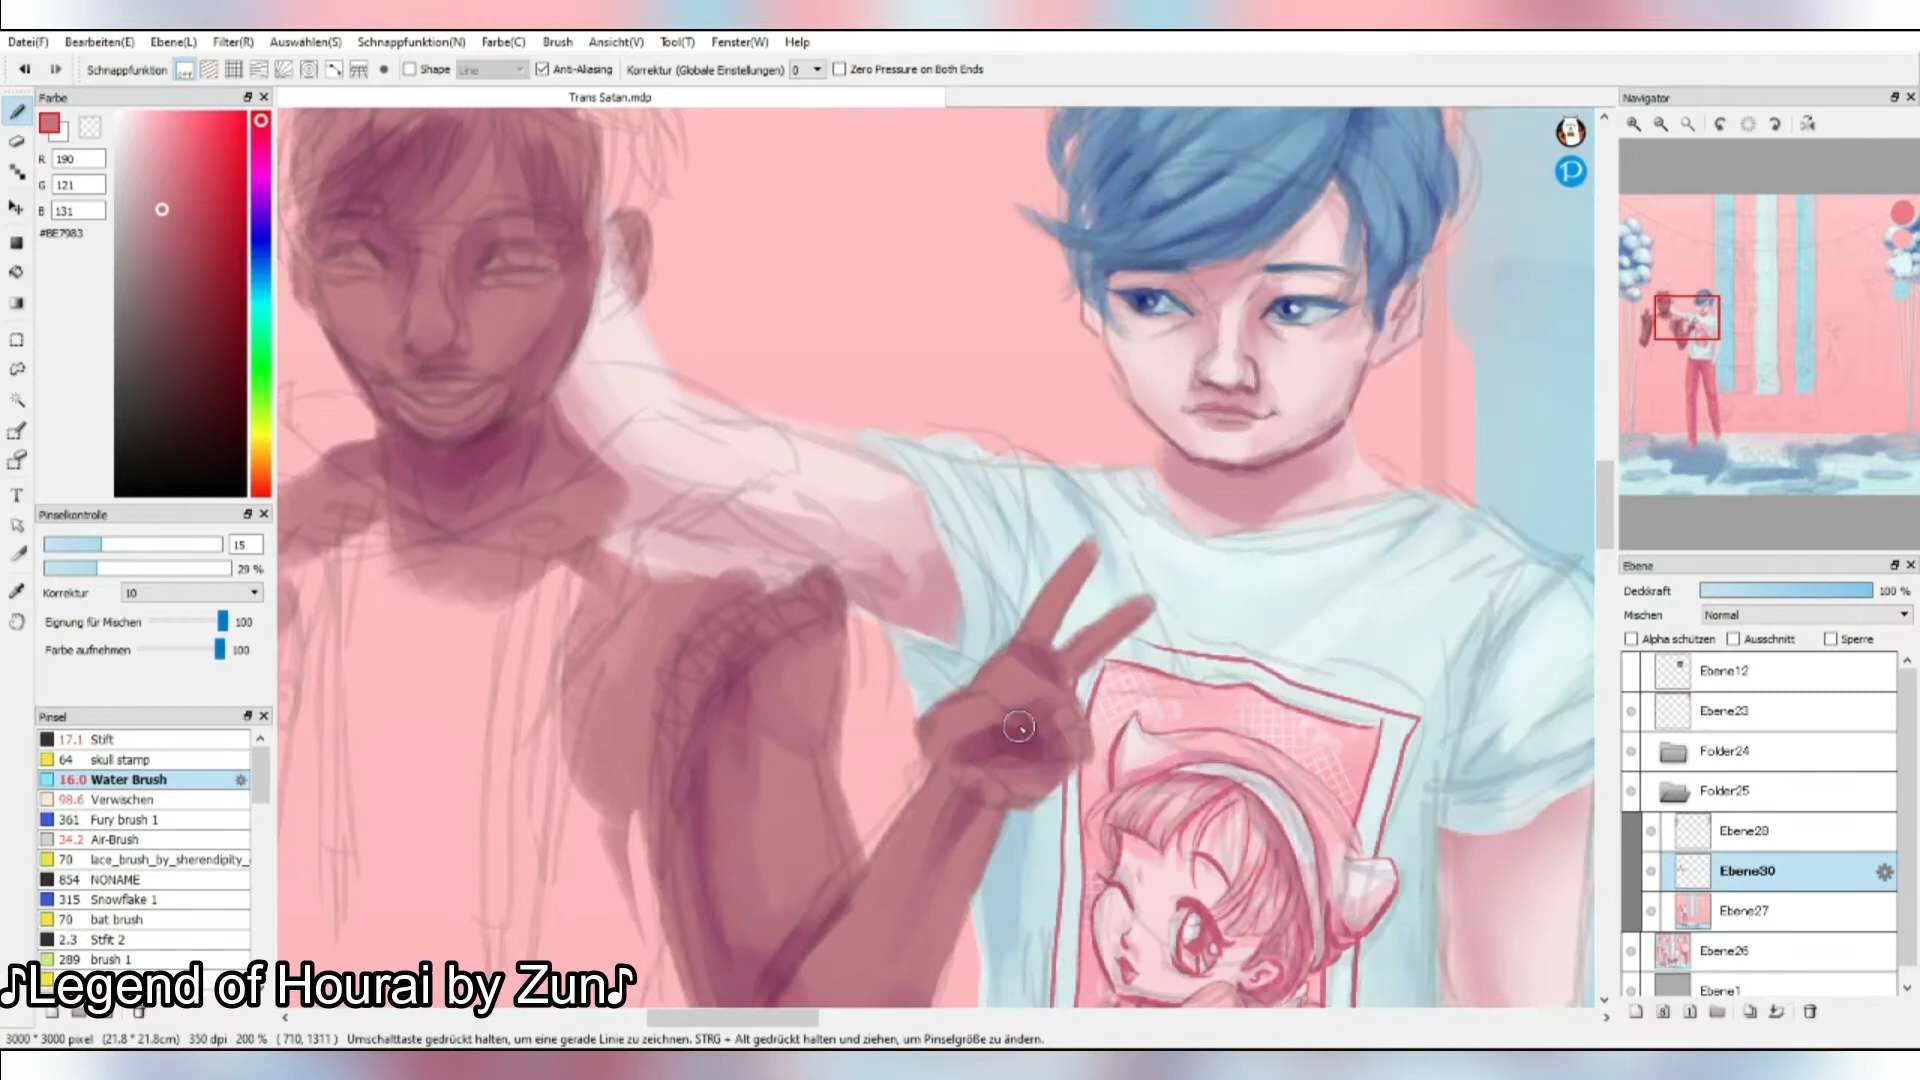 Datei(F) Bearbeiten(E) Ebene(L) Filter(R) Auswählen(S) Schnappfunktion(N) Farbe(C) Brush Ansicht(V) Tool(T) Fenster(W) Help
Schnappfunktion OFF Shape Line Anti-Aliasing Korrektur (Globale Einstellungen) 0 Zero Pressure on Both Ends
Farbe
Trans Satan.mdp
Navigator
R 190
G 121
B 131
#BE7983
Pinselkontrolle
15
29 %
Korrektur 10
Eignung für Mischen 100
Farbe aufnehmen 100
Pinsel
17.1 Stift
64 skull stamp
16.0 Water Brush
98.6 Verwischen
361 Fury brush 1
34.2 Air-Brush
70 lace_brush_by_sherendipity_
854 NONAME
315 Snowflake 1
70 bat brush
2.3 Stfit 2
289 brush 1
T
P
Ebene
Deckkraft 100 %
Mischen Normal
Alpha schützen Ausschnitt Sperre
Ebene12
Ebene23
Folder24
Folder25
Ebene28
Ebene30
Ebene27
Ebene26
Ebene1
♪Legend of Hourai by Zun♪
3000 * 3000 pixel (21.8 * 21.8cm) 350 dpi 200 % ( 710, 1311 ) Umschalttaste gedrückt halten, um eine gerade Linie zu zeichnen. STRG + Alt gedrückt halten und ziehen, um Pinselgröße zu ändern.